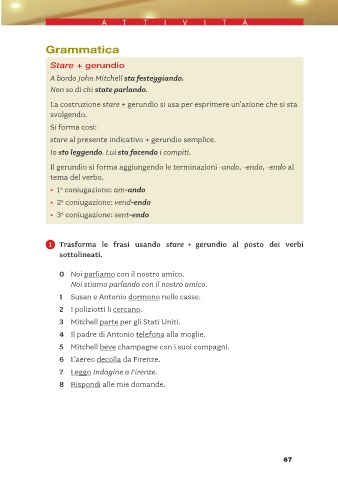 A T T I V I T À
Grammatica
Stare + gerundio
A bordo John Mitchell sta festeggiando.
Non so di chi state parlando.
La costruzione stare + gerundio si usa per esprimere un'azione che si sta
svolgendo.
Si forma così:
stare al presente indicativo + gerundio semplice.
Io sto leggendo. Lui sta facendo i compiti.
Il gerundio si forma aggiungendo le terminazioni -ando, -endo, -endo al
tema del verbo.
• 1ª coniugazione: am-ando
• 2ª coniugazione: vend-endo
• 3ª coniugazione: sent-endo
1 Trasforma le frasi usando stare + gerundio al posto dei verbi
sottolineati.
0 Noi parliamo con il nostro amico.
Noi stiamo parlando con il nostro amico.
1 Susan e Antonio dormono nelle casse.
2 I poliziotti li cercano.
3 Mitchell parte per gli Stati Uniti.
4 Il padre di Antonio telefona alla moglie.
5 Mitchell beve champagne con i suoi compagni.
6 L'aereo decolla da Firenze.
7 Leggo Indagine a Firenze.
8 Rispondi alle mie domande.
67